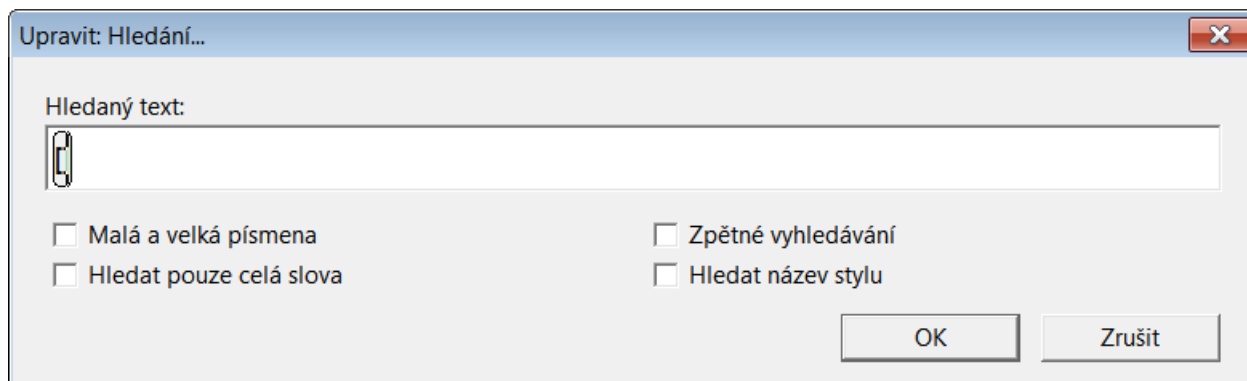 Upravit: Hledání...
Hledaný text:
Malá a velká písmena
Zpětné vyhledávání
Hledat pouze celá slova
Hledat název stylu
OK
Zrušit